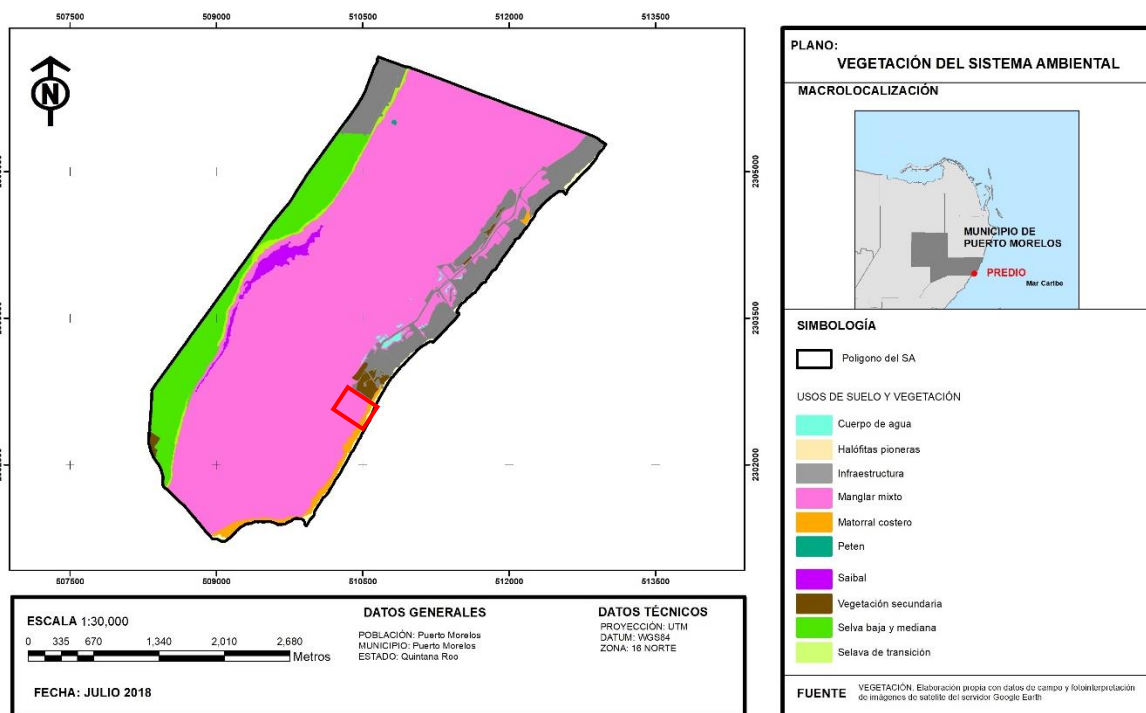 507500 509000 510500 512000 513500
N
2305000 2305000
2303500 2303500
2302000 2302000
507500 509000 510500 512000 513500
ESCALA 1:30,000
0 335 670 1,340 2,010 2,680
Metros
FECHA: JULIO 2018
DATOS GENERALES
POBLACIÓN: Puerto Morelos
MUNICIPIO: Puerto Morelos
ESTADO: Quintana Roo
DATOS TÉCNICOS
PROYECCIÓN: UTM
DATUM: WGS84
ZONA: 16 NORTE
PLANO:
VEGETACIÓN DEL SISTEMA AMBIENTAL
MACROLOCALIZACIÓN
MUNICIPIO DE
PUERTO MORELOS
PREDIO
Mar Caribe
SIMBOLOGÍA
Poligono del SA
USOS DE SUELO Y VEGETACIÓN
Cuerpo de agua
Halófitas pioneras
Infraestructura
Manglar mixto
Matorral costero
Peten
Saibal
Vegetación secundaria
Selva baja y mediana
Selava de transición
FUENTE VEGETACIÓN. Elaboración propia con datos de campo y fotointerpretación
de imágenes de satelite del servidor Google Earth